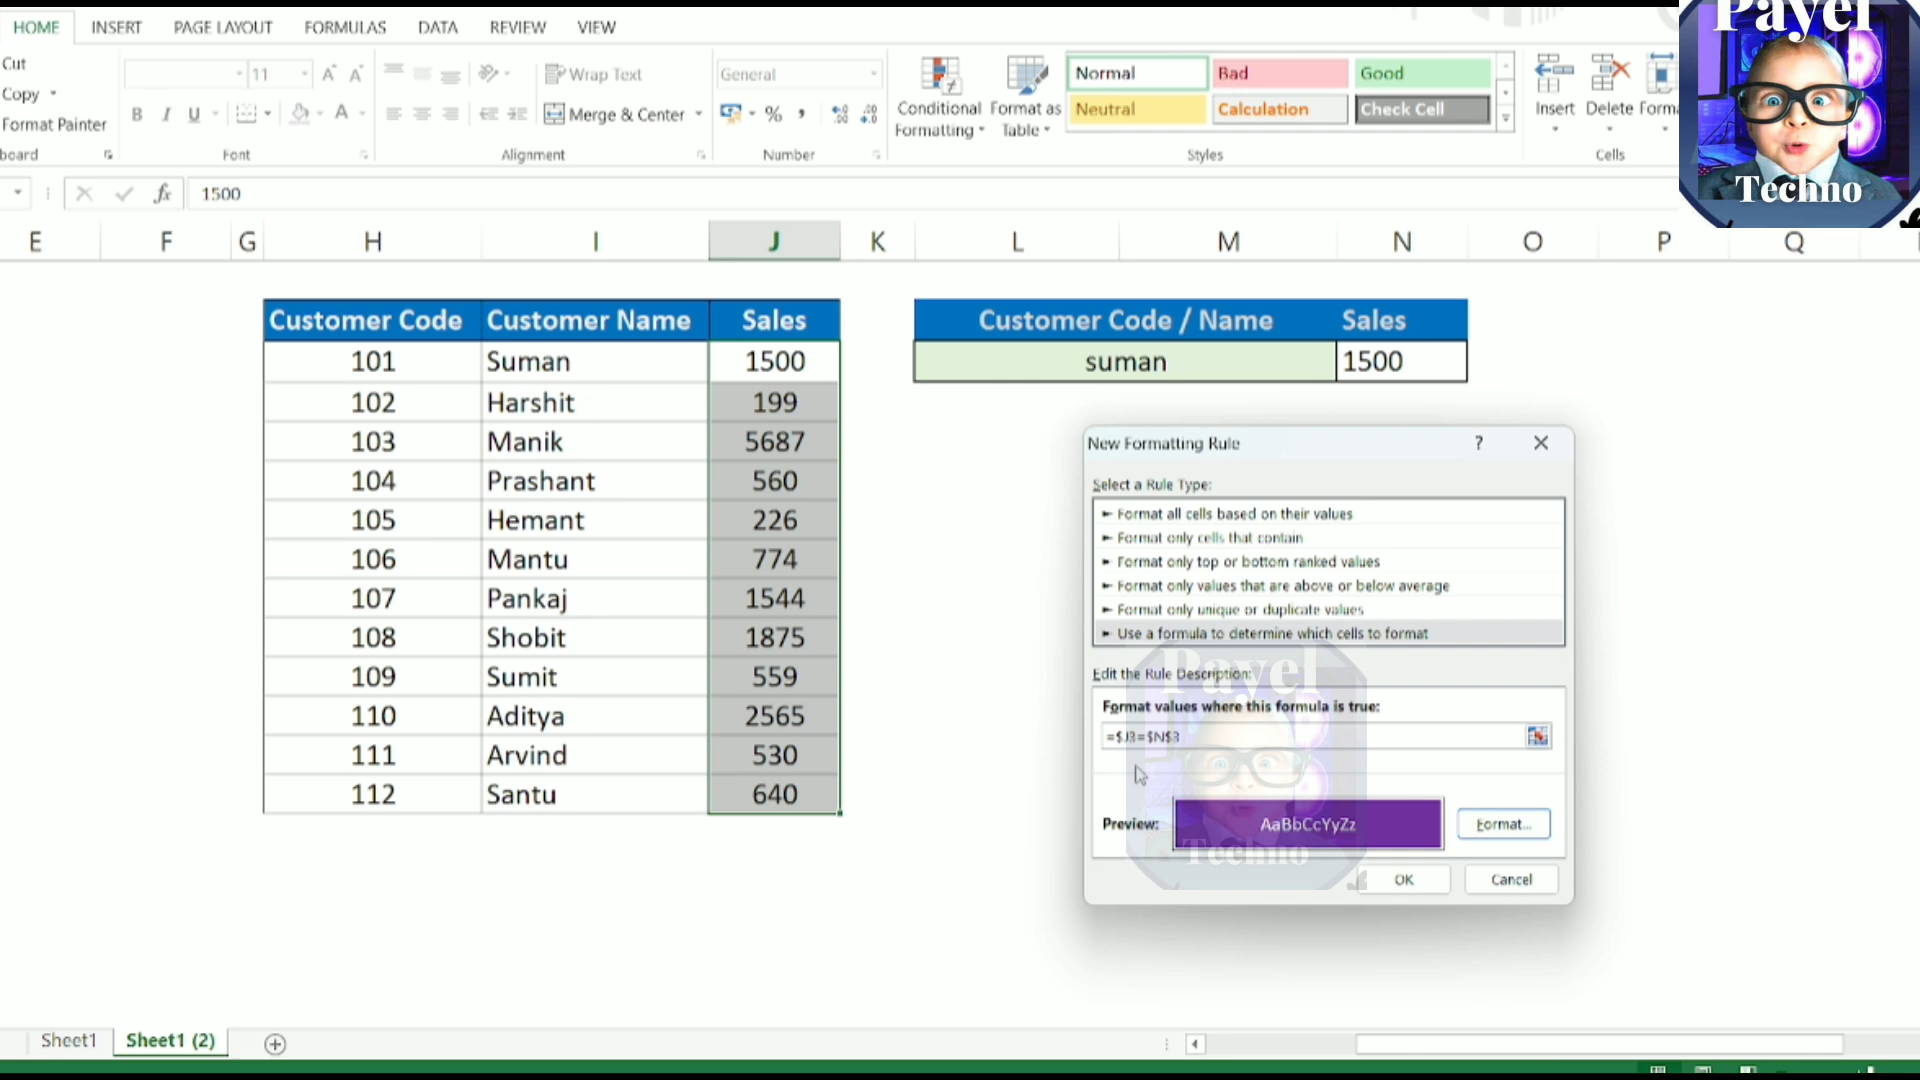 HOME INSERT PAGE LAYOUT FORMULAS DATA REVIEW VIEW
Payel
Techno
Cut
Copy
Format Painter
board
11
B I U
Font
Wrap Text
Merge & Center
Alignment
General
%
Number
Conditional
Formatting
Format as
Table
Normal Bad Good
Neutral Calculation Check Cell
Styles
Insert Delete Forma
Cells
fx 1500
E F G H I J K L M N O P Q
Customer Code Customer Name Sales
101 Suman 1500
102 Harshit 199
103 Manik 5687
104 Prashant 560
105 Hemant 226
106 Mantu 774
107 Pankaj 1544
108 Shobit 1875
109 Sumit 559
110 Aditya 2565
111 Arvind 530
112 Santu 640
Customer Code / Name Sales
suman 1500
New Formatting Rule ?
Select a Rule Type:
► Format all cells based on their values
► Format only cells that contain
► Format only top or bottom ranked values
► Format only values that are above or below average
► Format only unique or duplicate values
► Use a formula to determine which cells to format
Edit the Rule Description:
Format values where this formula is true:
=$J3=$N$3
Preview: AaBbCcYyZz Format...
OK Cancel
Payel
Techno
Sheet1 Sheet1 (2)